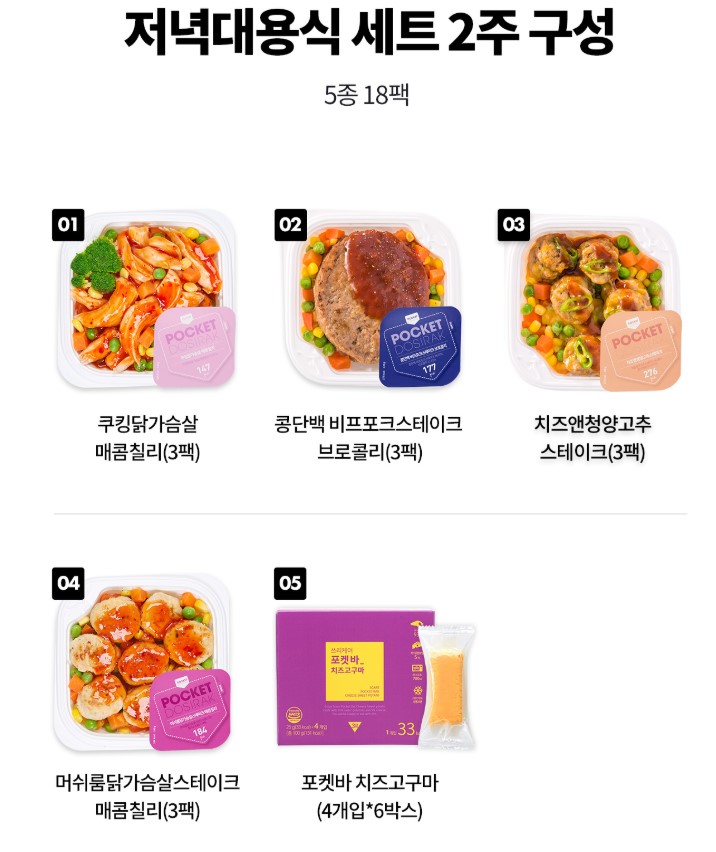 저녁대용식 세트 2주 구성
5종 18팩
01
02
03
POCKET
DOSIRAK
147
POCKET
DOSIRAK
177
POCKET
276
쿠킹닭가슴살
매콤칠리(3팩)
콩단백 비프포크스테이크
브로콜리(3팩)
치즈앤청양고추
스테이크(3팩)
04
05
POCKET
DOSIRAK
184
쓰리케어
포켓바
치즈고구마
33
머쉬룸닭가슴살스테이크
매콤칠리(3팩)
포켓바 치즈고구마
(4개입*6박스)